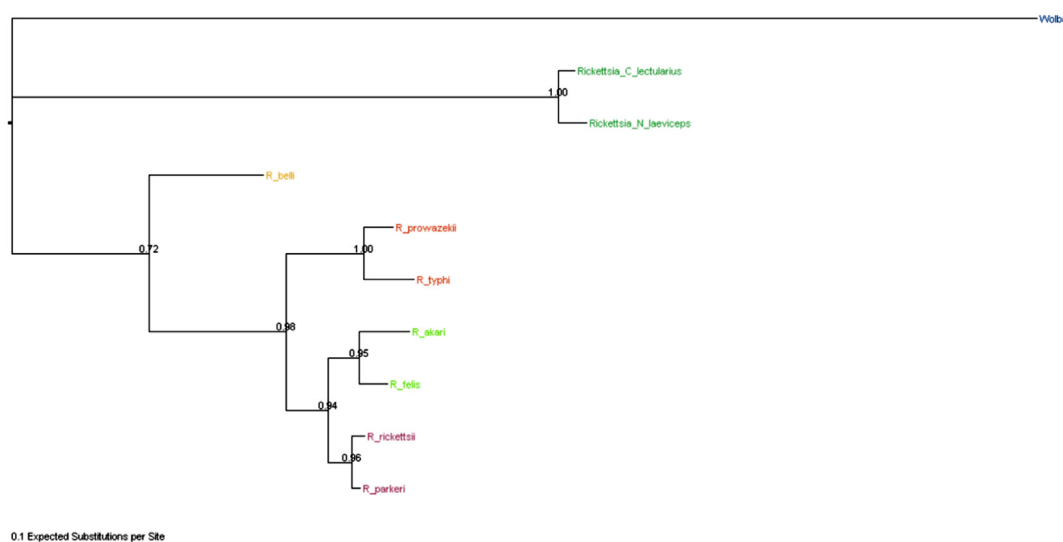 Wolb
Rickettsia_C_lectularius
1.00
Rickettsia_N_laeviceps
R_belli
R_prowazekii
0.72
1.00
R_typhi
0.98
R_akari
0.95
R_felis
0.94
R_rickettsii
0.96
R_parkeri
0.1 Expected Substitutions per Site